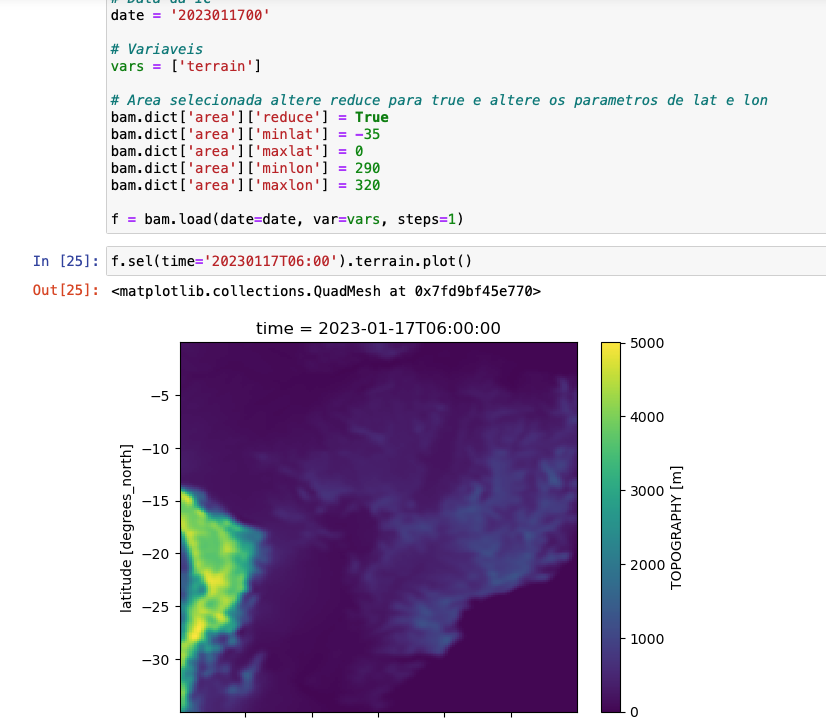 # Data da IC
date = '2023011700'
# Variaveis
vars = ['terrain']
# Area selecionada altere reduce para true e altere os parametros de lat e lon
bam.dict['area']['reduce'] = True
bam.dict['area']['minlat'] = -35
bam.dict['area']['maxlat'] = 0
bam.dict['area']['minlon'] = 290
bam.dict['area']['maxlon'] = 320
f = bam.load(date=date, var=vars, steps=1)
In [25]: f.sel(time='20230117T06:00').terrain.plot()
Out[25]: <matplotlib.collections.QuadMesh at 0x7fd9bf45e770>
time = 2023-01-17T06:00:00
latitude [degrees_north]
−5
−10
−15
−20
−25
−30
5000
4000
3000
2000
1000
0
TOPOGRAPHY [m]